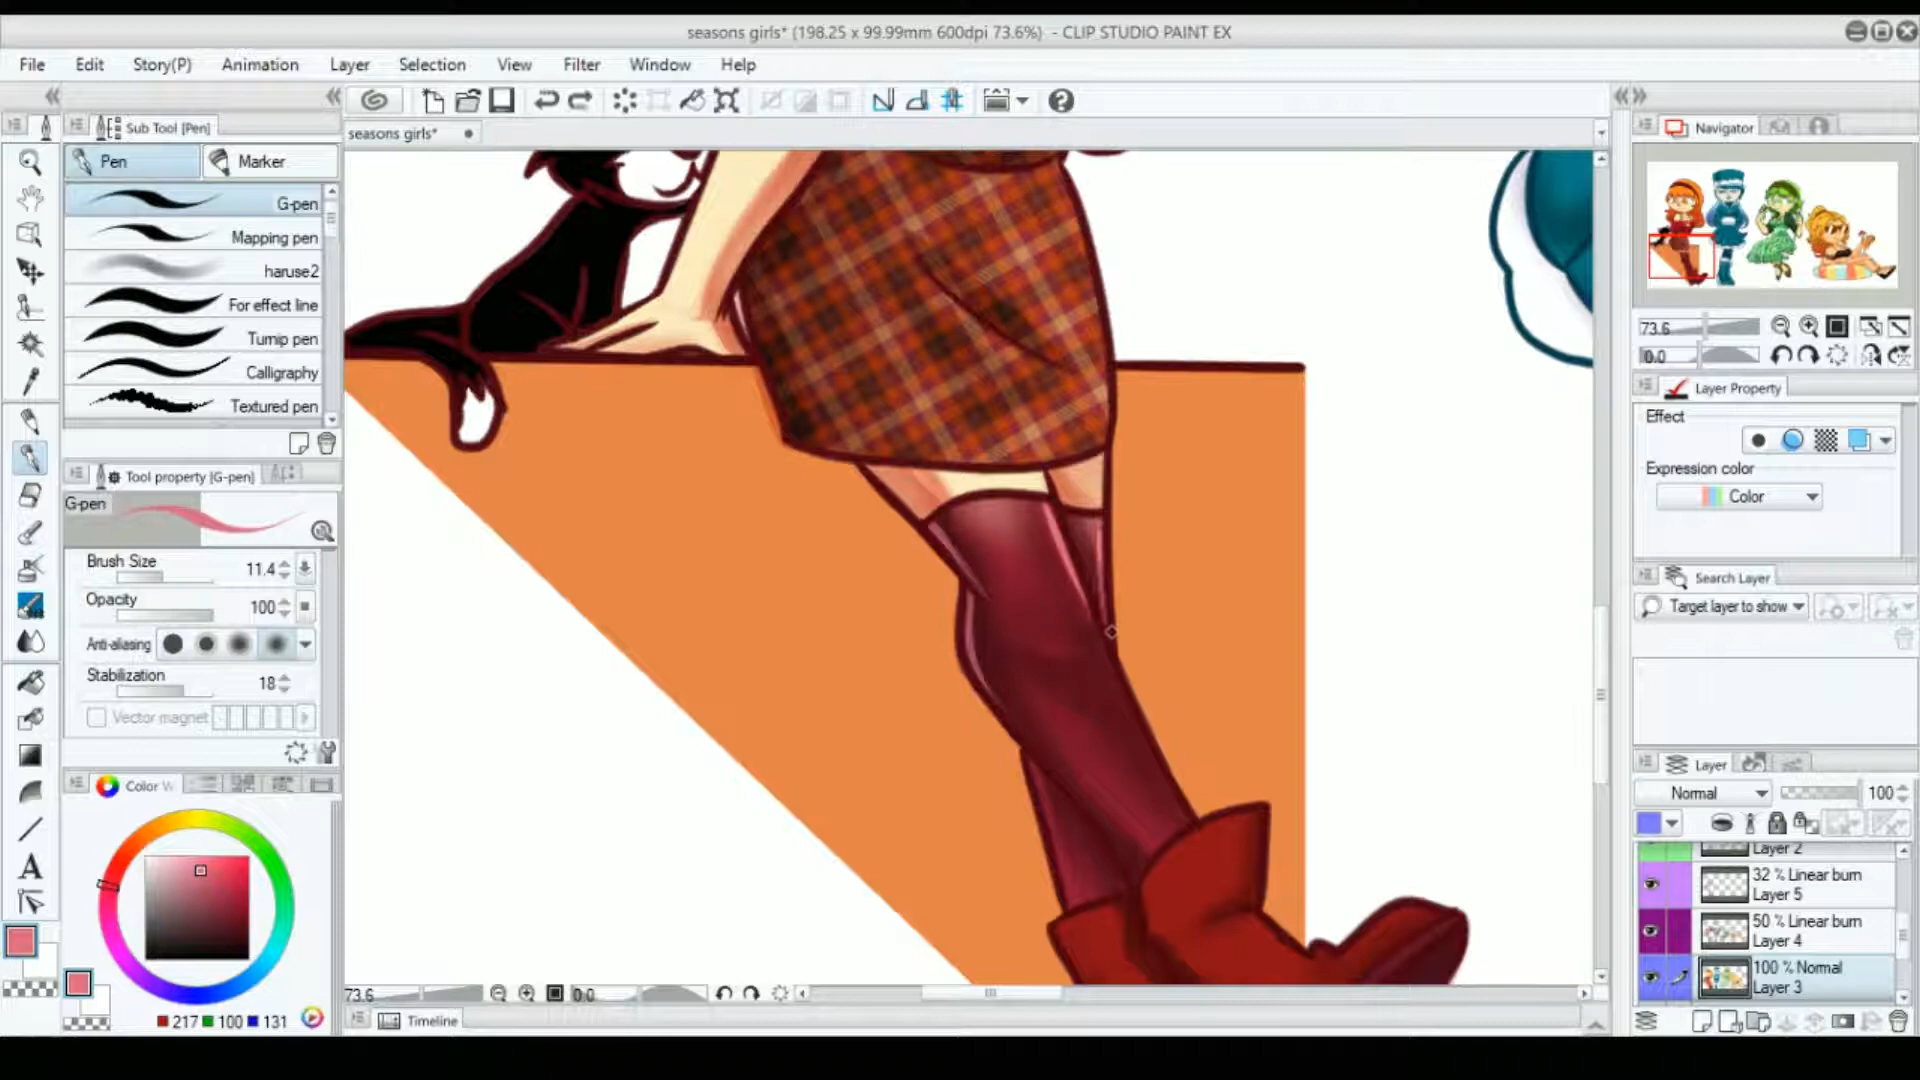 seasons girls* (198.25 x 99.99mm 600dpi 73.6%) - CLIP STUDIO PAINT EX
File Edit Story(P) Animation Layer Selection View Filter Window Help
Sub Tool [Pen]
seasons girls*
Navigator
Pen Marker
G-pen
Mapping pen
haruse2
For effect line
Turnip pen
Calligraphy
Textured pen
73.6
0.0
Layer Property
Effect
Expression color
Color
Tool property [G-pen]
G-pen
Brush Size 11.4
Opacity 100
Anti-aliasing
Stabilization 18
Vector magnet
Search Layer
Target layer to show
Color W
Layer
Normal 100
Layer 2
32 % Linear burn
Layer 5
50 % Linear burn
Layer 4
100 % Normal
Layer 3
73.6 0.0
217 100 131
Timeline